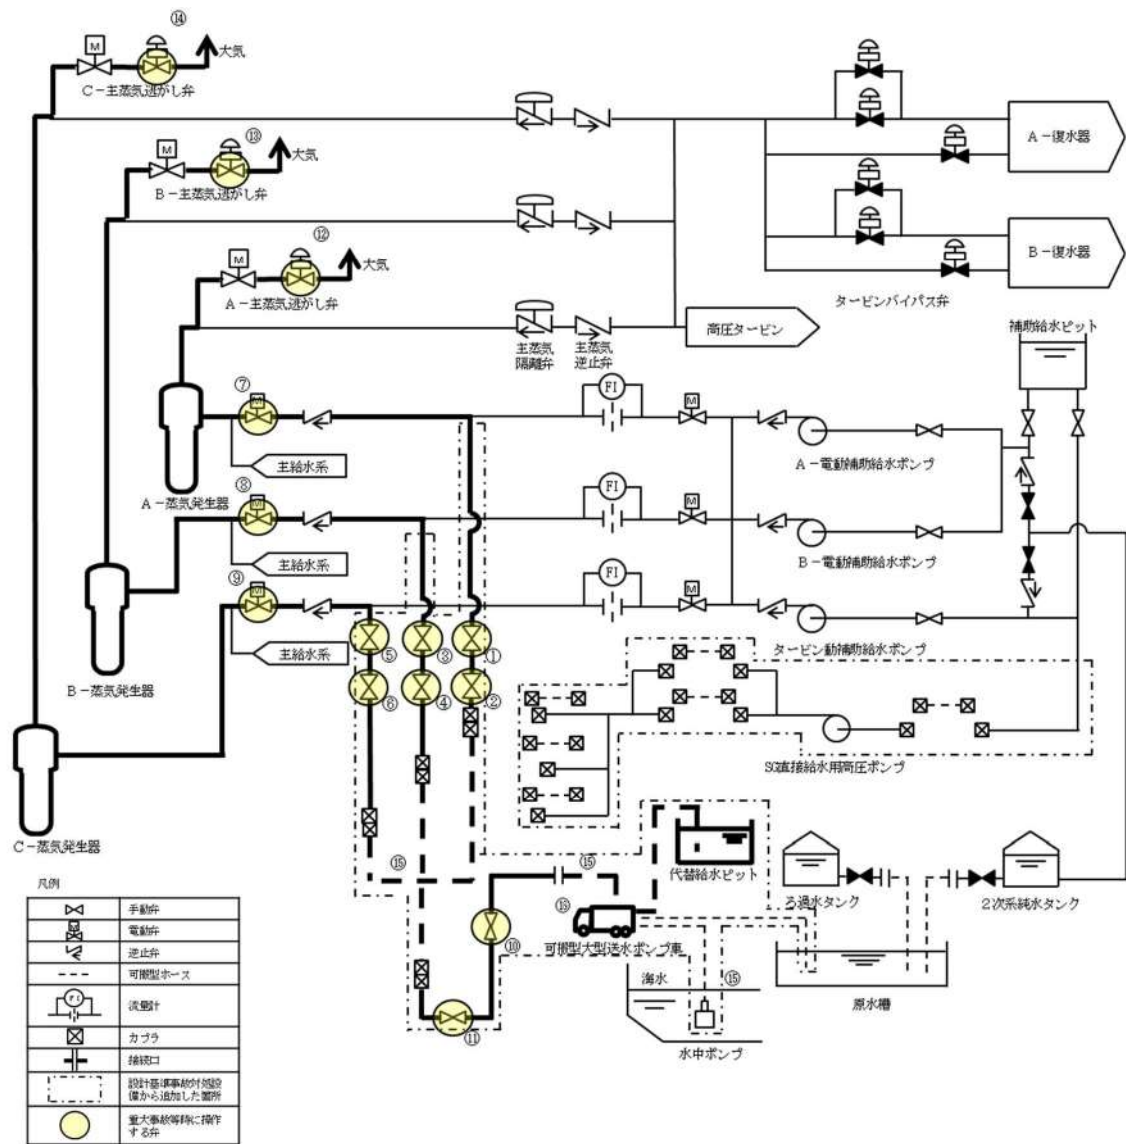 ⑭
M
大気
C-主蒸気逃がし弁
⑬
M
大気
B-主蒸気逃がし弁
⑫
M
大気
A-主蒸気逃がし弁
A-復水器
B-復水器
タービンバイパス弁
高圧タービン
主蒸気
隔離弁
主蒸気
逆止弁
補助給水ピット
⑦
M
FI
M
主給水系
A-電動補助給水ポンプ
A-蒸気発生器
⑧
M
FI
M
主給水系
B-電動補助給水ポンプ
B-蒸気発生器
⑨
M
FI
M
主給水系
タービン動補助給水ポンプ
⑤
③
①
⑥
④
②
SG直接給水用高圧ポンプ
C-蒸気発生器
⑮
⑮
代替給水ピット
ろ過水タンク
2次系純水タンク
⑯
⑩
可搬型大型送水ポンプ車
海水
⑮
原水槽
⑪
水中ポンプ
凡例
手動弁
M
電動弁
逆止弁
可搬型ホース
FI
流量計
カプラ
接続口
設計基準事故対処設
備から追加した箇所
重大事故等時に操作
する弁